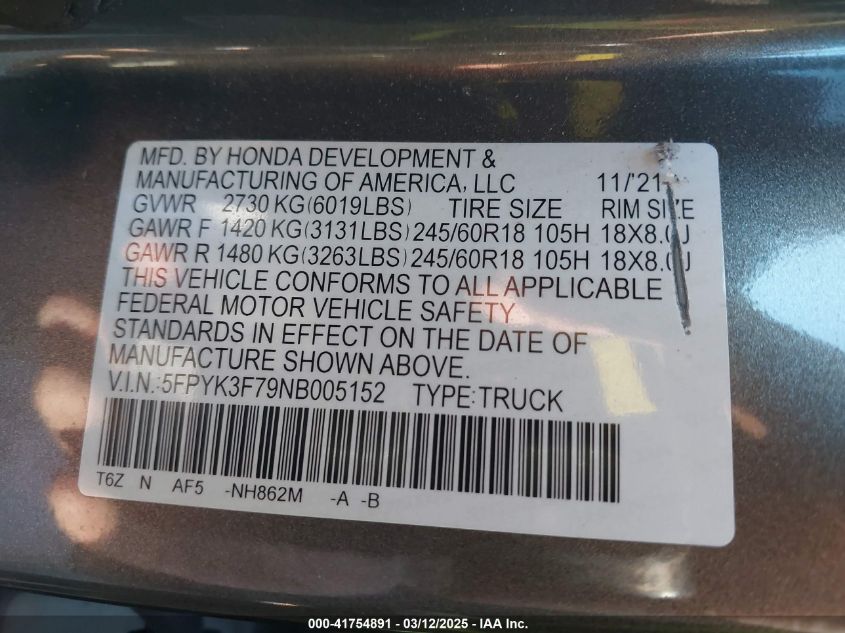 MFD. BY HONDA DEVELOPMENT &
MANUFACTURING OF AMERICA, LLC 11/'21
GVWR 2730 KG(6019LBS) TIRE SIZE RIM SIZE
GAWR F 1420 KG(3131LBS) 245/60R18 105H 18X8.0J
GAWR R 1480 KG(3263LBS) 245/60R18 105H 18X8.0J
THIS VEHICLE CONFORMS TO ALL APPLICABLE
FEDERAL MOTOR VEHICLE SAFETY
STANDARDS IN EFFECT ON THE DATE OF
MANUFACTURE SHOWN ABOVE.
V.I.N.:5FPYK3F79NB005152 TYPE:TRUCK
T6Z N AF5 -NH862M -A -B
000-41754891 - 03/12/2025 - IAA Inc.